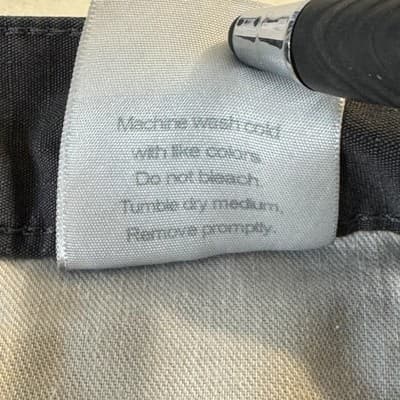 Machine wash cold
with like colors.
Do not bleach.
Tumble dry medium,
Remove promptly.